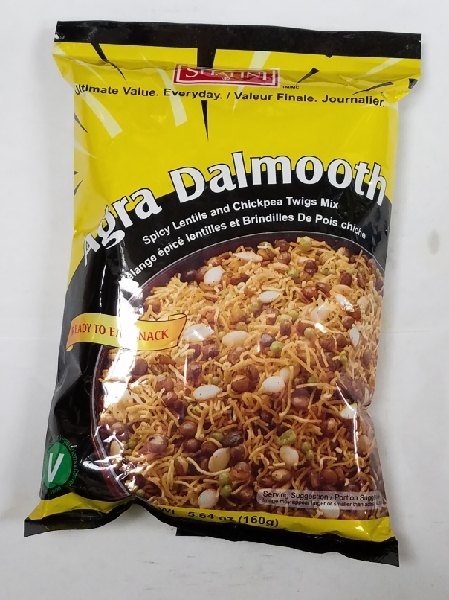 Ultimate Value. Everyday. / Valeur Finale. Journalier
Agra Dalmooth
Spicy Lentils and Chickpea Twigs Mix
Mélange épicé lentilles et Brindilles De Pois chiche
READY TO EAT SNACK
V
5.64 oz (160g)